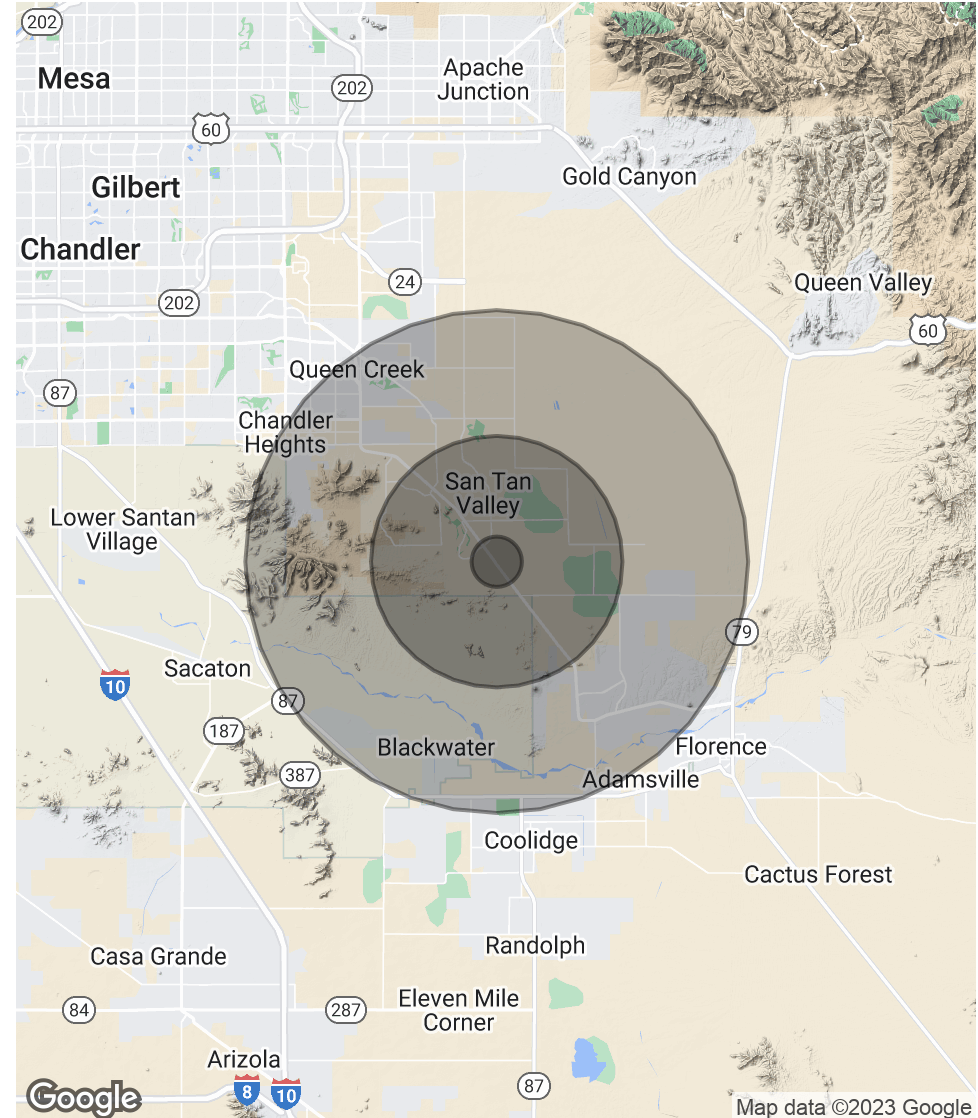 202
Mesa
Apache
Junction
202
60
Gold Canyon
Gilbert
Chandler
24
Queen Valley
202
60
Queen Creek
87
Chandler
Heights
San Tan
Valley
Lower Santan
Village
79
Sacaton
10
87
187
Blackwater
Florence
387
Adamsville
Coolidge
Cactus Forest
Randolph
Casa Grande
Eleven Mile
Corner
84
287
Arizola
8
10
87
Google
Map data ©2023 Google